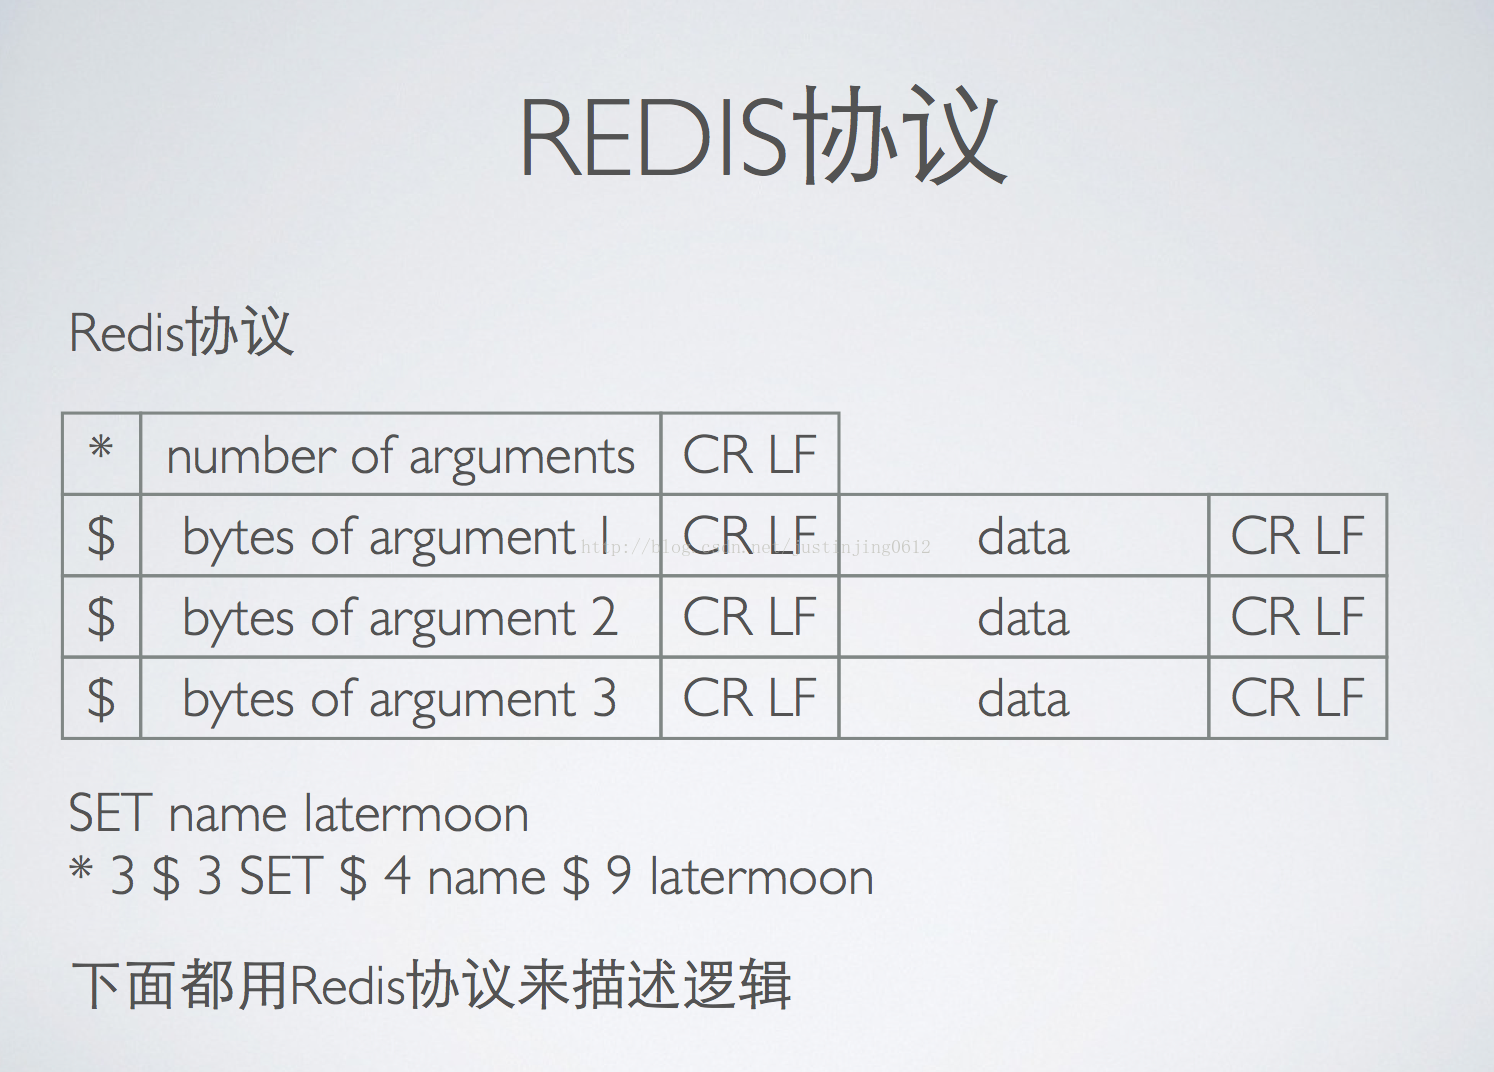 REDIS协议
Redis协议
* number of arguments CR LF
$ bytes of argument 1 CR LF data CR LF
http://blog.csdn.net/justinjing0612
$ bytes of argument 2 CR LF data CR LF
$ bytes of argument 3 CR LF data CR LF
SET name latermoon
* 3 $ 3 SET $ 4 name $ 9 latermoon
下面都用Redis协议来描述逻辑